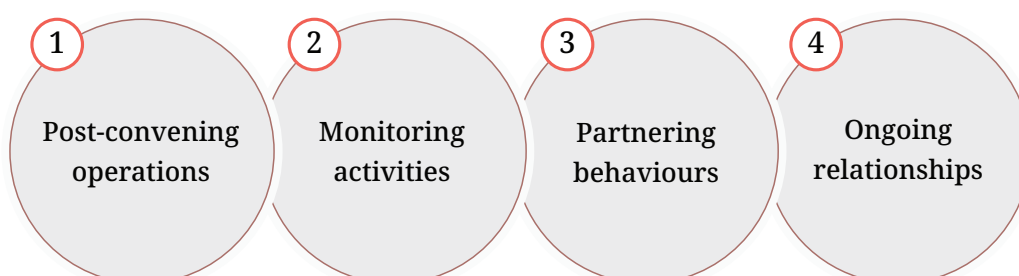 1
Post-convening
operations
2
Monitoring
activities
3
Partnering
behaviours
4
Ongoing
relationships